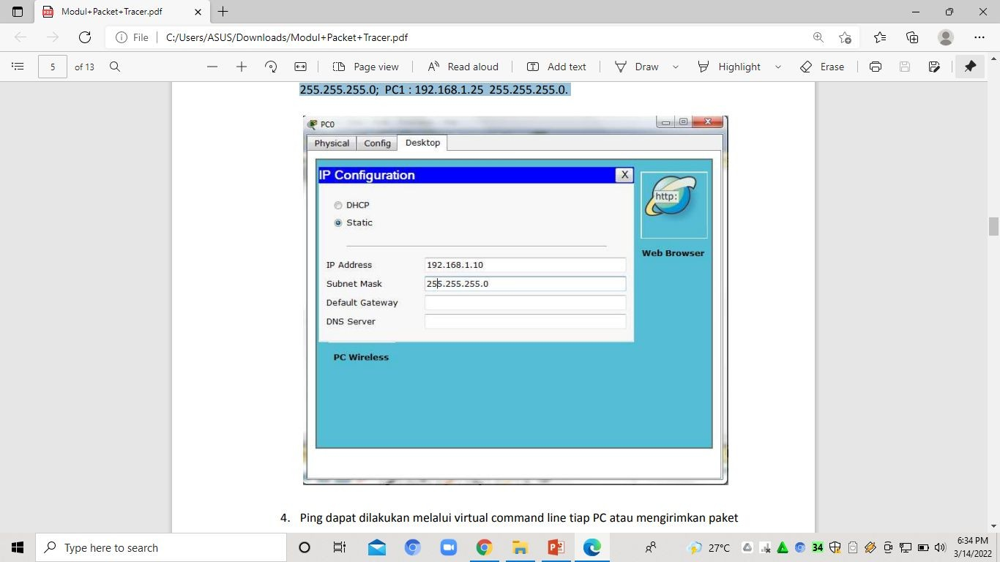 Modul+Packet+Tracer.pdf
File C:/Users/ASUS/Downloads/Modul+Packet+Tracer.pdf
5 of 13 Page view Read aloud Add text Draw Highlight Erase
255.255.255.0; PC1 : 192.168.1.25 255.255.255.0.
PC0
Physical Config Desktop
IP Configuration X
http:
DHCP
Static
Web Browser
IP Address 192.168.1.10
Subnet Mask 255.255.255.0
Default Gateway
DNS Server
PC Wireless
4. Ping dapat dilakukan melalui virtual command line tiap PC atau mengirimkan paket
Type here to search
27°C
34
6:34 PM
3/14/2022